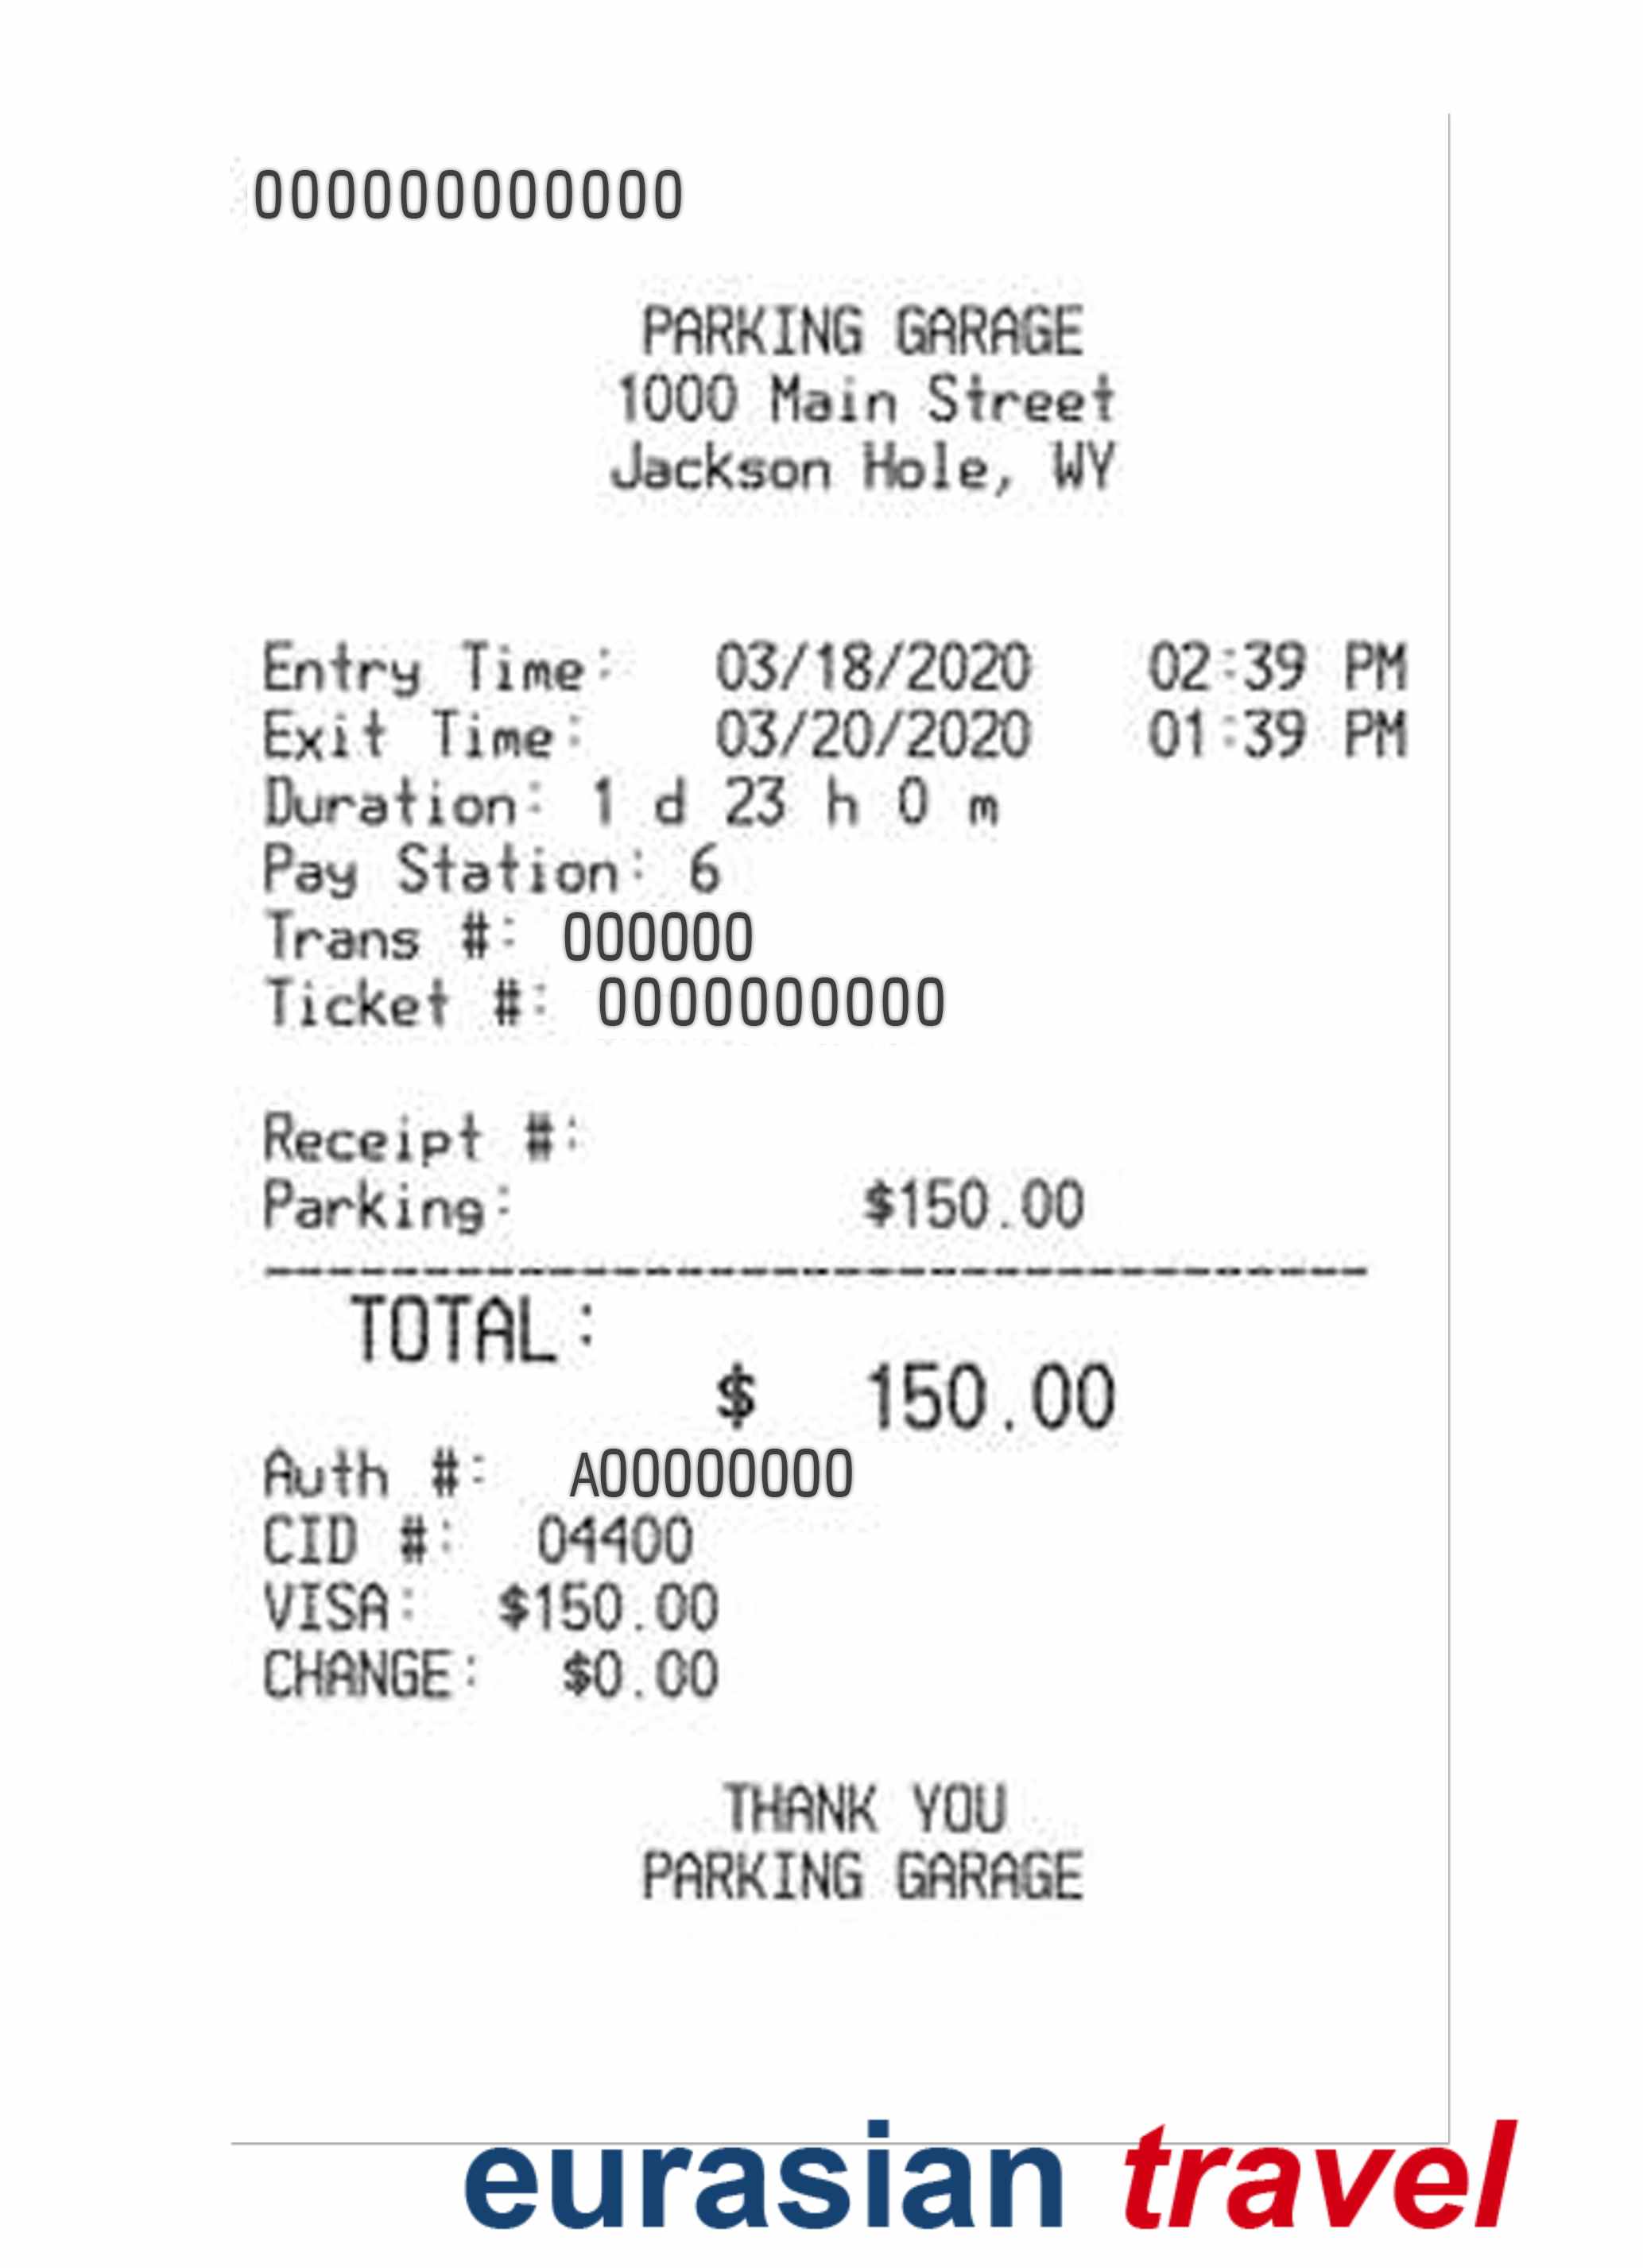 000000000000
PARKING GARAGE
1000 Main Street
Jackson Hole, WY
Entry Time: 03/18/2020 02:39 PM
Exit Time: 03/20/2020 01:39 PM
Duration: 1 d 23 h 0 m
Pay Station: 6
Trans #: 000000
Ticket #: 0000000000
Receipt #:
Parking: $150.00
-----------------------------------
TOTAL:
$ 150.00
Auth #: A00000000
CID #: 04400
VISA: $150.00
CHANGE: $0.00
THANK YOU
PARKING GARAGE
eurasian travel